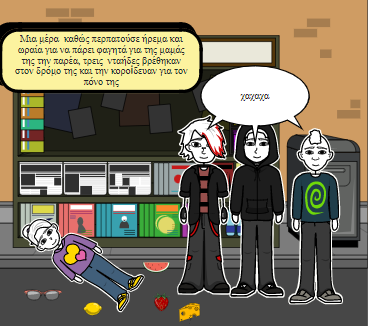 Μια μέρα καθώς περπατούσε ήρεμα και
ωραία για να πάρει φαγητά για της μαμάς
της την παρέα, τρεις νταήδες βρέθηκαν
στον δρόμο της και την κορόϊδευαν για τον
πόνο της
χαχαχα